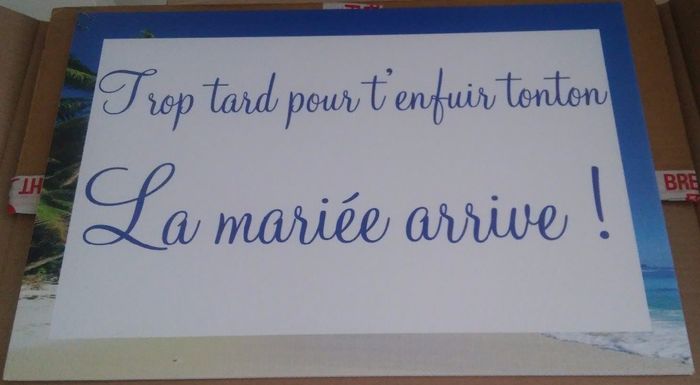 Trop tard pour t'enfuir tonton
La mariée arrive !